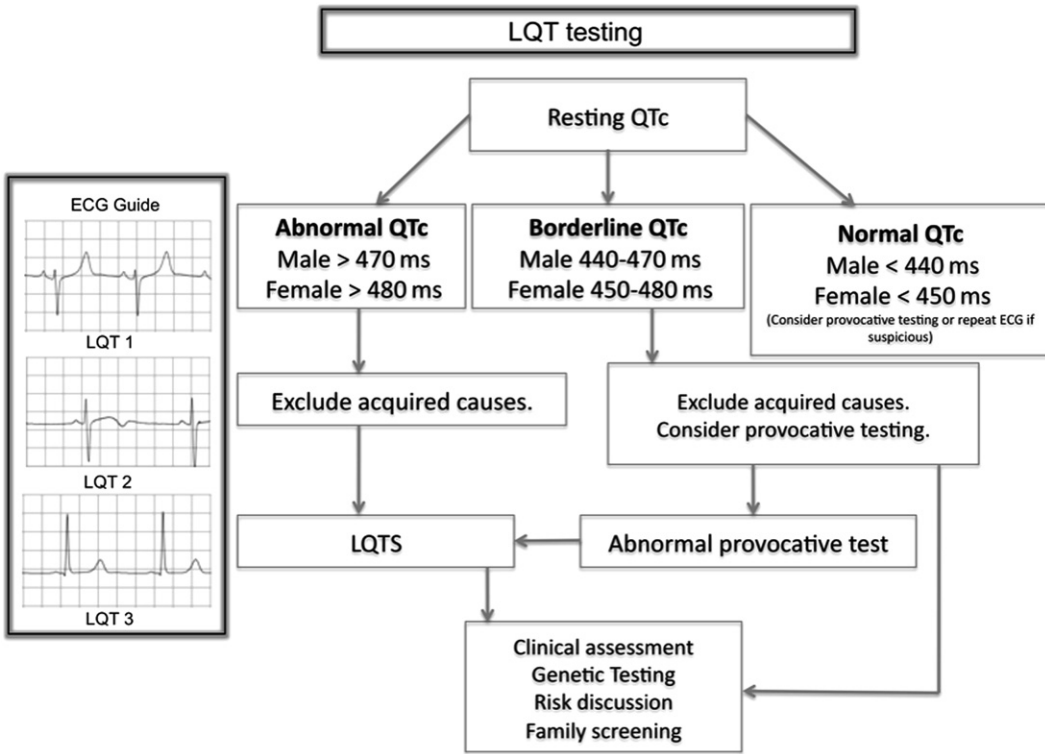 LQT testing
Resting QTc
ECG Guide
LQT 1
LQT 2
LQT 3
Abnormal QTc
Male > 470 ms
Female > 480 ms
Borderline QTc
Male 440-470 ms
Female 450-480 ms
Normal QTc
Male < 440 ms
Female < 450 ms
(Consider provocative testing or repeat ECG if
suspicious)
Exclude acquired causes.
Exclude acquired causes.
Consider provocative testing.
LQTS
Abnormal provocative test
Clinical assessment
Genetic Testing
Risk discussion
Family screening